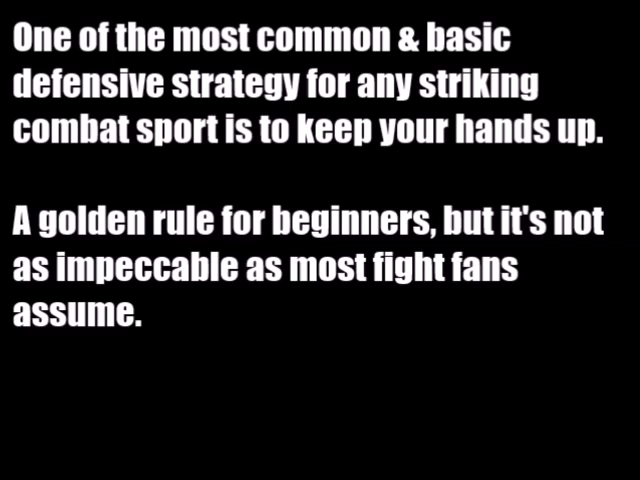 One of the most common & basic
defensive strategy for any striking
combat sport is to keep your hands up.
A golden rule for beginners, but it's not
as impeccable as most fight fans
assume.